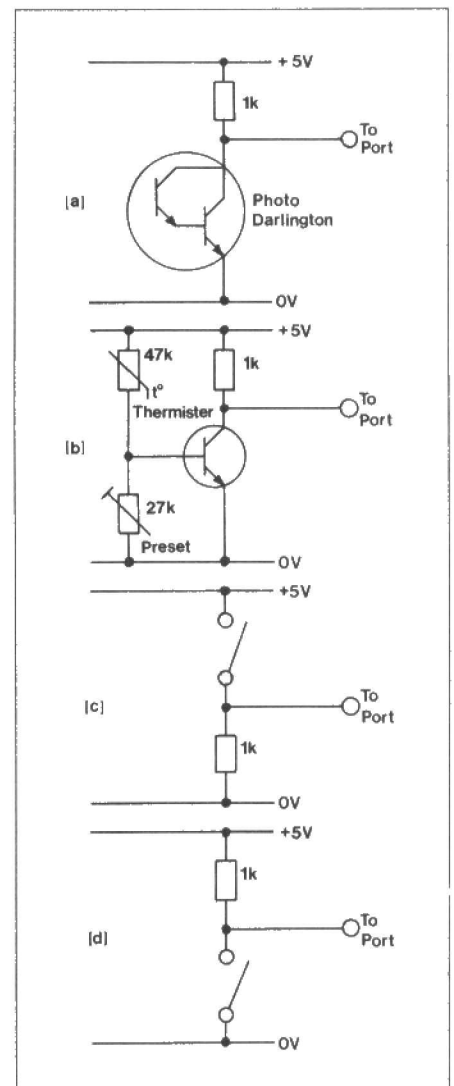 +5V
1k
To
Port
[a]
Photo
Darlington
0V
+5V
47k
1k
t°
Thermister
To
Port
[b]
27k
Preset
0V
+5V
[c]
To
Port
1k
0V
+5V
1k
To
Port
[d]
0V